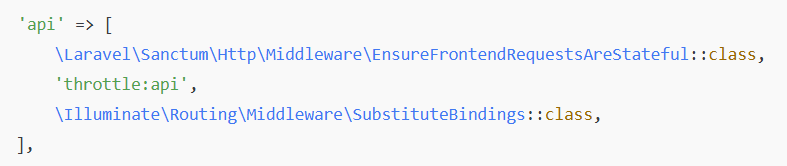 'api' => [
    \Laravel\Sanctum\Http\Middleware\EnsureFrontendRequestsAreStateful::class,
    'throttle:api',
    \Illuminate\Routing\Middleware\SubstituteBindings::class,
],